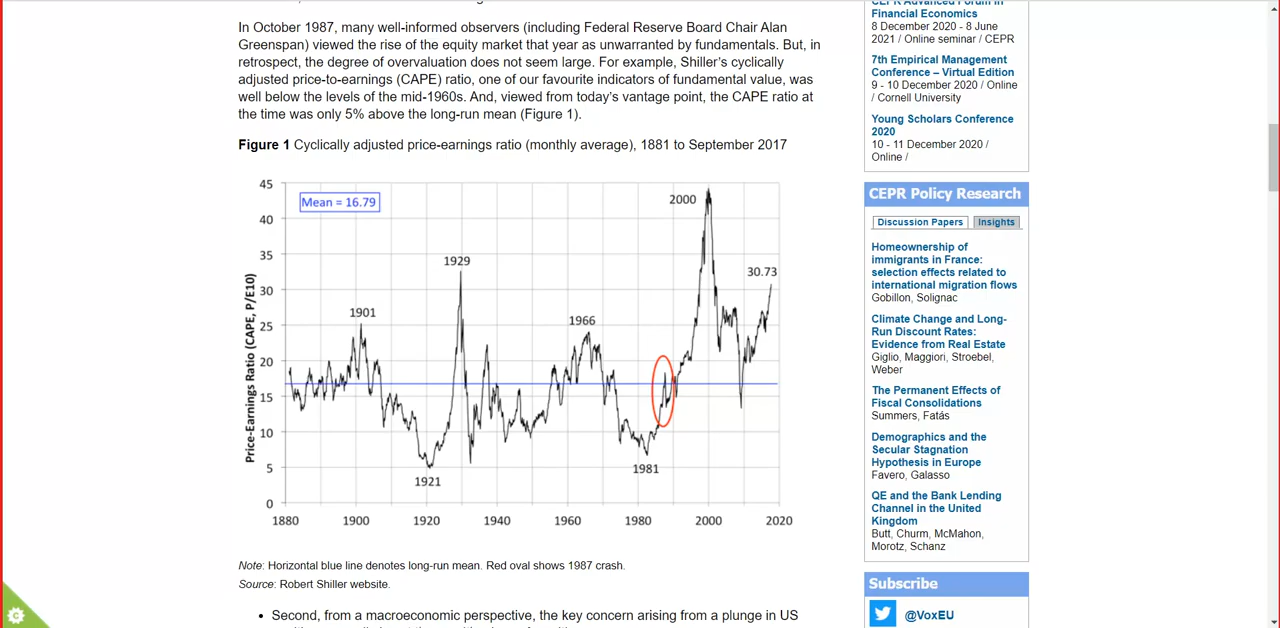 In October 1987, many well-informed observers (including Federal Reserve Board Chair Alan
Greenspan) viewed the rise of the equity market that year as unwarranted by fundamentals. But, in
retrospect, the degree of overvaluation does not seem large. For example, Shiller's cyclically
adjusted price-to-earnings (CAPE) ratio, one of our favourite indicators of fundamental value, was
well below the levels of the mid-1960s. And, viewed from today's vantage point, the CAPE ratio at
the time was only 5% above the long-run mean (Figure 1).
Figure 1 Cyclically adjusted price-earnings ratio (monthly average), 1881 to September 2017
Price-Earnings Ratio (CAPE, P/E10)
45
40
35
30
25
20
15
10
5
0
Mean = 16.79
1901
1929
1966
2000
30.73
1921
1981
1880 1900 1920 1940 1960 1980 2000 2020
Note: Horizontal blue line denotes long-run mean. Red oval shows 1987 crash.
Source: Robert Shiller website.
• Second, from a macroeconomic perspective, the key concern arising from a plunge in US
CEPR Advanced Forum in
Financial Economics
8 December 2020 - 8 June
2021 / Online seminar / CEPR
7th Empirical Management
Conference – Virtual Edition
9 - 10 December 2020 / Online
/ Cornell University
Young Scholars Conference
2020
10 - 11 December 2020 /
Online /
CEPR Policy Research
Discussion Papers Insights
Homeownership of
immigrants in France:
selection effects related to
international migration flows
Gobillon, Solignac
Climate Change and Long-
Run Discount Rates:
Evidence from Real Estate
Giglio, Maggiori, Stroebel,
Weber
The Permanent Effects of
Fiscal Consolidations
Summers, Fatás
Demographics and the
Secular Stagnation
Hypothesis in Europe
Favero, Galasso
QE and the Bank Lending
Channel in the United
Kingdom
Butt, Churm, McMahon,
Morotz, Schanz
Subscribe
@VoxEU